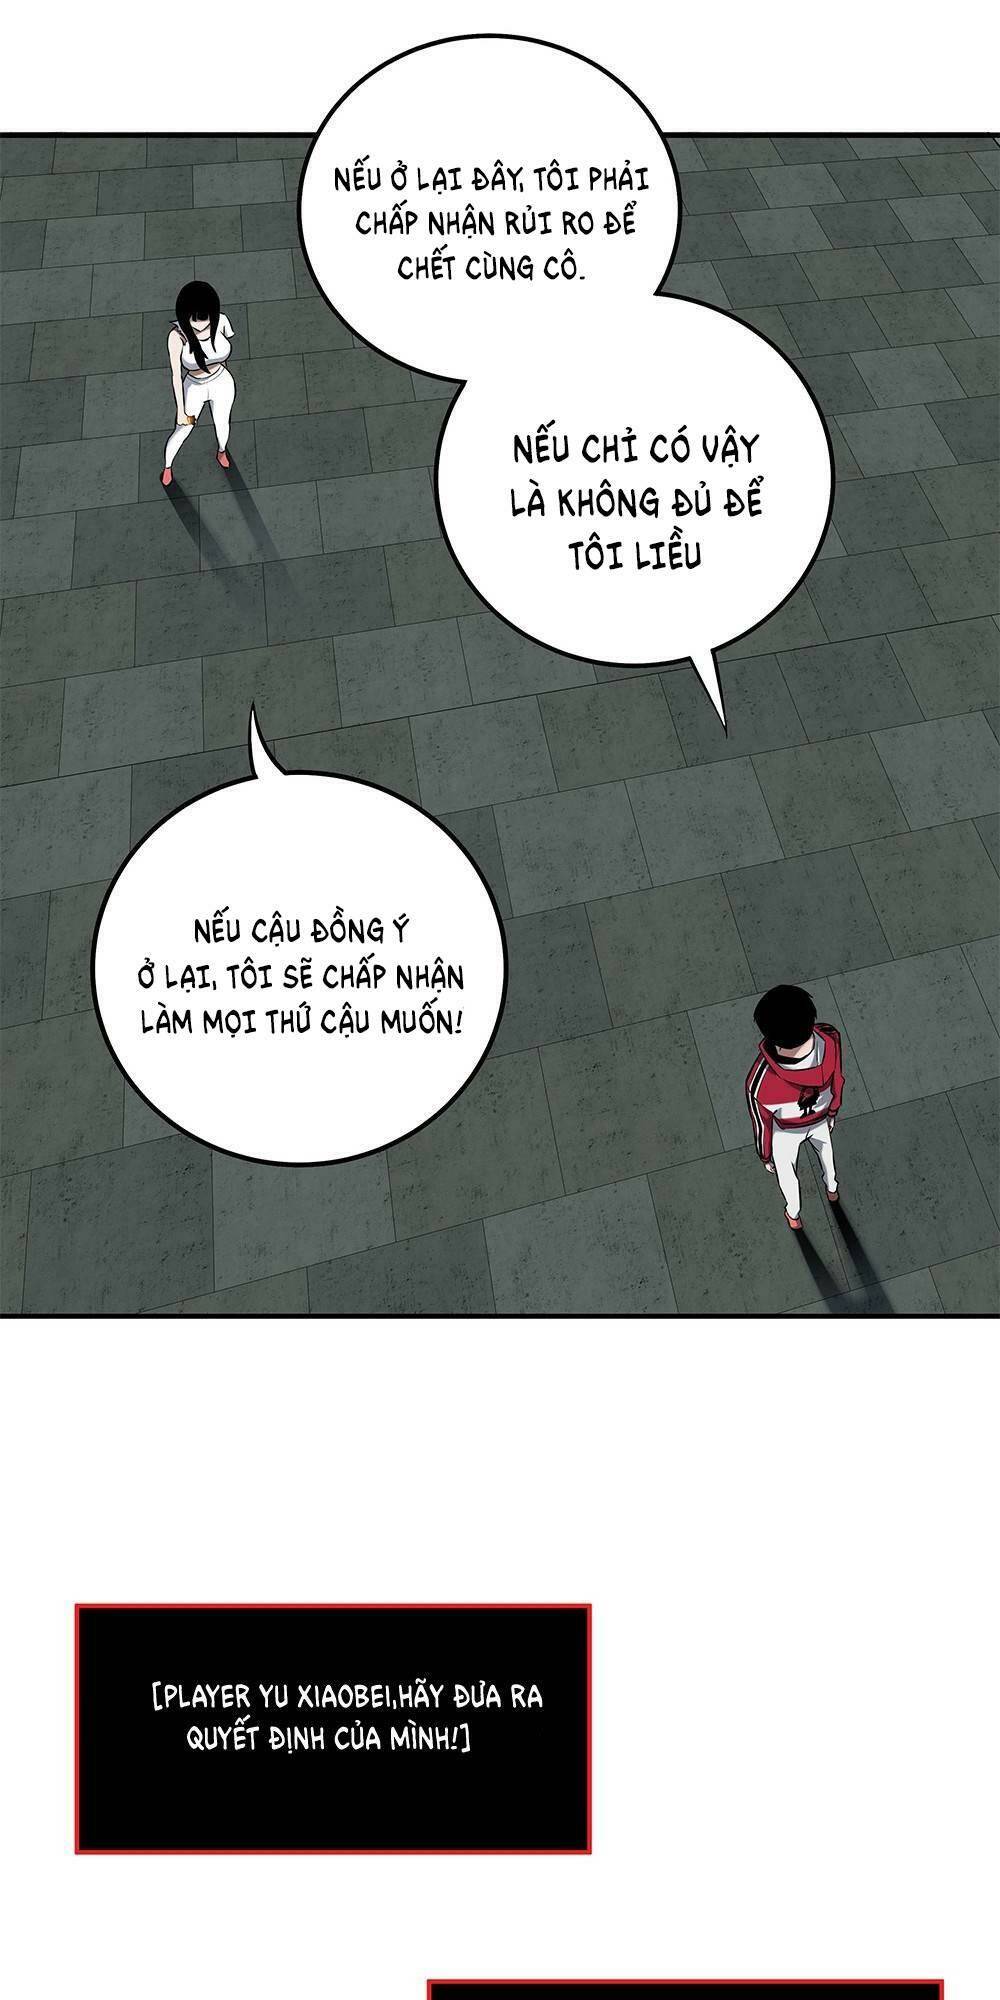 NẾU Ở LẠI ĐÂY, TÔI PHẢI
CHẤP NHẬN RỦI RO ĐỂ
CHẾT CÙNG CÔ.
NẾU CHỈ CÓ VẬY
LÀ KHÔNG ĐỦ ĐỂ
TÔI LIỀU
NẾU CẬU ĐỒNG Ý
Ở LẠI, TÔI SẼ CHẤP NHẬN
LÀM MỌI THỨ CẬU MUỐN!
[PLAYER YU XIAOBEI,HÃY ĐƯA RA
QUYẾT ĐỊNH CỦA MÌNH!]